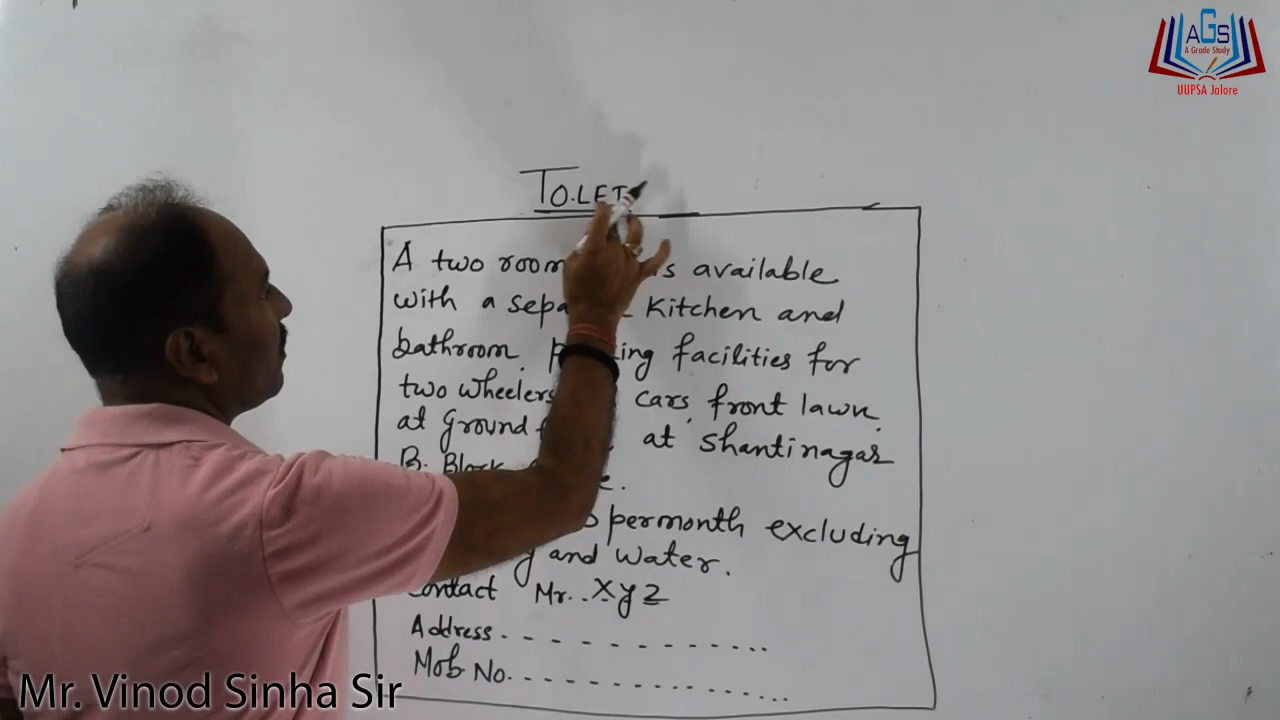 AGS
A Grade Study
UUPSA Jalore
TO.LET
A two room is available
with a Kitchen and
bathroom. facilities for
two wheelers cars, front lawn,
at Ground at Shantinagar
B. Block
permonth excluding
and water.
Contact Mr. . XYZ
Address
Mob No.
Mr. Vinod Sinha Sir